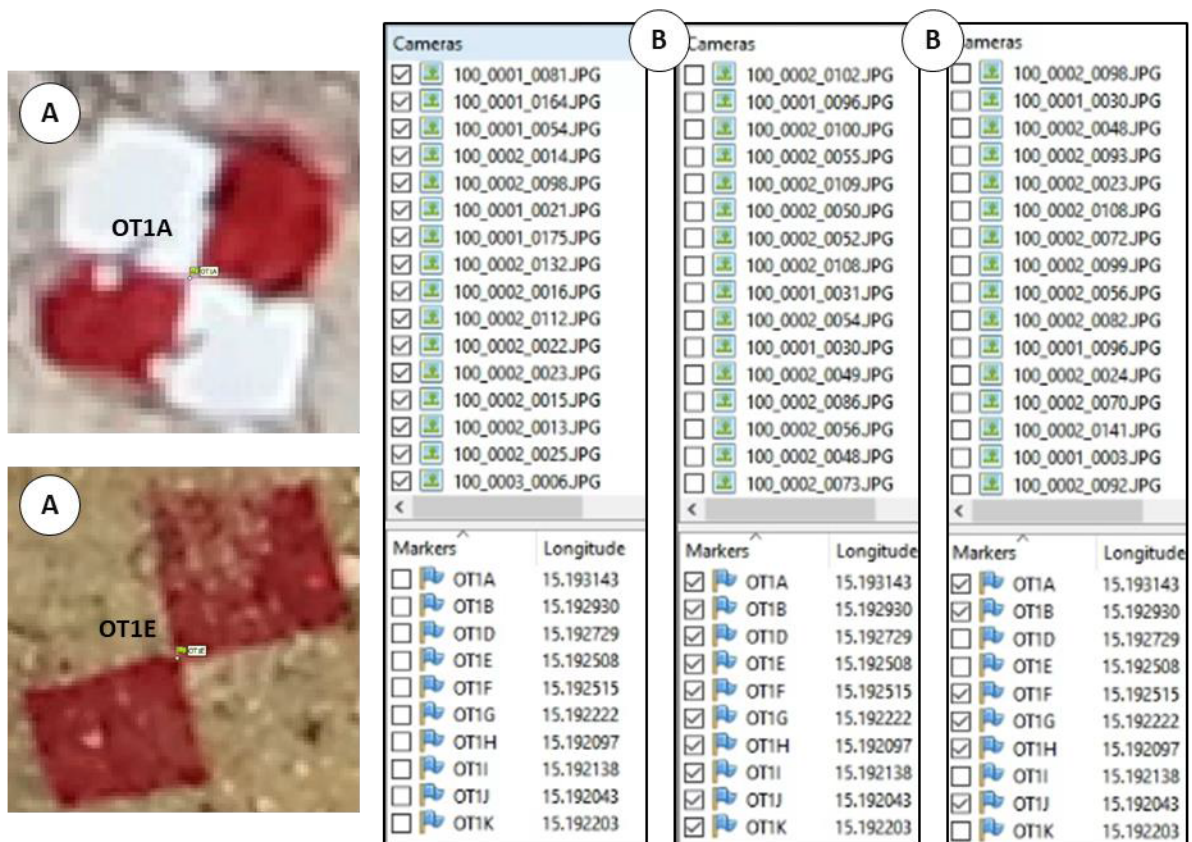 A
OT1A
OT1A
A
OT1E
OT1E
Cameras
100_0001_0081.JPG
100_0001_0164.JPG
100_0001_0054.JPG
100_0002_0014.JPG
100_0002_0098.JPG
100_0001_0021.JPG
100_0001_0175.JPG
100_0002_0132.JPG
100_0002_0016.JPG
100_0002_0112.JPG
100_0002_0022.JPG
100_0002_0023.JPG
100_0002_0015.JPG
100_0002_0013.JPG
100_0002_0025.JPG
100_0003_0006.JPG
Markers Longitude
OT1A 15.193143
OT1B 15.192930
OT1D 15.192729
OT1E 15.192508
OT1F 15.192515
OT1G 15.192222
OT1H 15.192097
OT1I 15.192138
OT1J 15.192043
OT1K 15.192203
B
Cameras
100_0002_0102.JPG
100_0001_0096.JPG
100_0002_0100.JPG
100_0002_0055.JPG
100_0002_0109.JPG
100_0002_0050.JPG
100_0002_0052.JPG
100_0002_0108.JPG
100_0001_0031.JPG
100_0002_0054.JPG
100_0001_0030.JPG
100_0002_0049.JPG
100_0002_0086.JPG
100_0002_0056.JPG
100_0002_0048.JPG
100_0002_0073.JPG
Markers Longitude
OT1A 15.193143
OT1B 15.192930
OT1D 15.192729
OT1E 15.192508
OT1F 15.192515
OT1G 15.192222
OT1H 15.192097
OT1I 15.192138
OT1J 15.192043
OT1K 15.192203
B
ameras
100_0002_0098.JPG
100_0001_0030.JPG
100_0002_0048.JPG
100_0002_0093.JPG
100_0002_0023.JPG
100_0002_0108.JPG
100_0002_0072.JPG
100_0002_0099.JPG
100_0002_0056.JPG
100_0002_0082.JPG
100_0001_0096.JPG
100_0002_0024.JPG
100_0002_0070.JPG
100_0002_0141.JPG
100_0001_0003.JPG
100_0002_0092.JPG
Markers Longitude
OT1A 15.193143
OT1B 15.192930
OT1D 15.192729
OT1E 15.192508
OT1F 15.192515
OT1G 15.192222
OT1H 15.192097
OT1I 15.192138
OT1J 15.192043
OT1K 15.192203